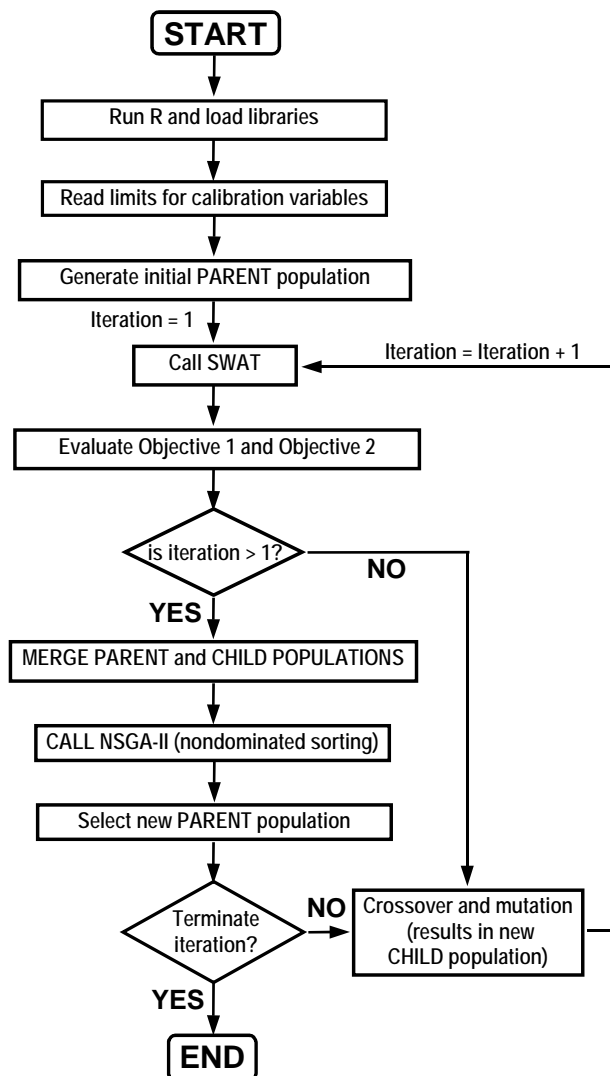 START
Run R and load libraries
Read limits for calibration variables
Generate initial PARENT population
Iteration = 1
Call SWAT
Iteration = Iteration + 1
Evaluate Objective 1 and Objective 2
is iteration > 1?
NO
YES
MERGE PARENT and CHILD POPULATIONS
CALL NSGA-II (nondominated sorting)
Select new PARENT population
Terminate
iteration?
NO
Crossover and mutation
(results in new
CHILD population)
YES
END